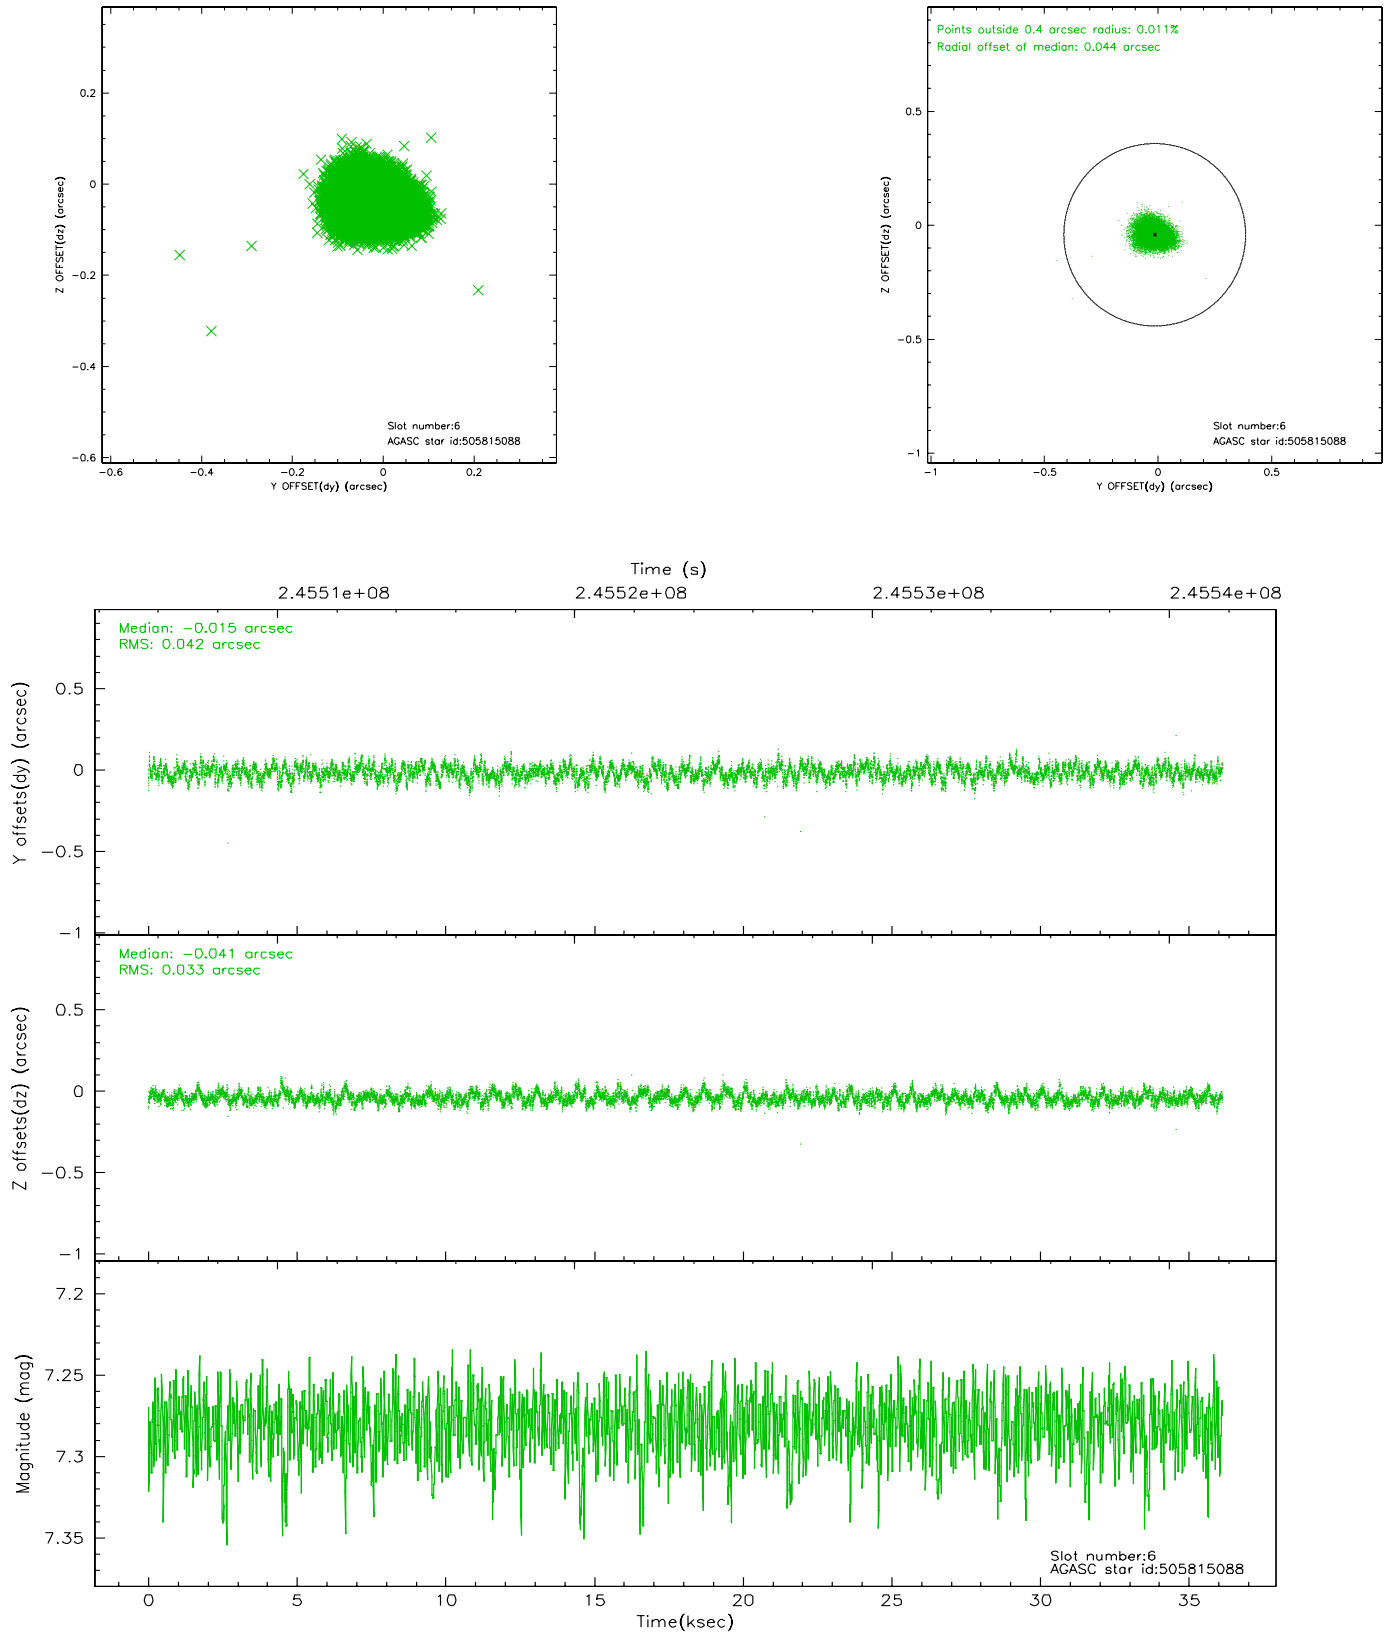 0.2
0
−0.2
−0.4
−0.6
Z OFFSET(dz) (arcsec)
−0.6
−0.4
−0.2
0
0.2
Y OFFSET(dy) (arcsec)
Slot number:6
AGASC star id:505815088
Points outside 0.4 arcsec radius: 0.011%
Radial offset of median: 0.044 arcsec
0.5
0
−0.5
−1
Z OFFSET(dz) (arcsec)
−1
−0.5
0
0.5
Y OFFSET(dy) (arcsec)
Slot number:6
AGASC star id:505815088
Time (s)
2.4551e+08
2.4552e+08
2.4553e+08
2.4554e+08
Median: −0.015 arcsec
RMS: 0.042 arcsec
0.5
0
−0.5
−1
Y offsets(dy) (arcsec)
Median: −0.041 arcsec
RMS: 0.033 arcsec
0.5
0
−0.5
−1
Z offsets(dz) (arcsec)
7.2
7.25
7.3
7.35
Magnitude (mag)
Slot number:6
AGASC star id:505815088
0
5
10
15
20
25
30
35
Time(ksec)